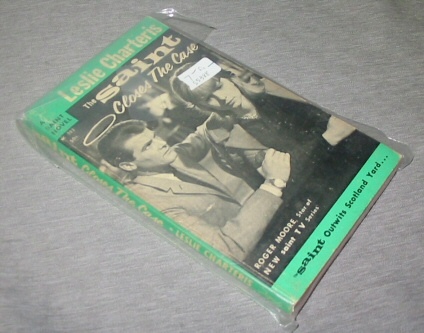 Leslie Charteris
The saint
Closes The Case
A
SAINT
NOVEL
ROGER MOORE, Star of
NEW saint TV Series
The saint Outwits Scotland Yard...
Closes The Case • LESLIE CHARTERIS